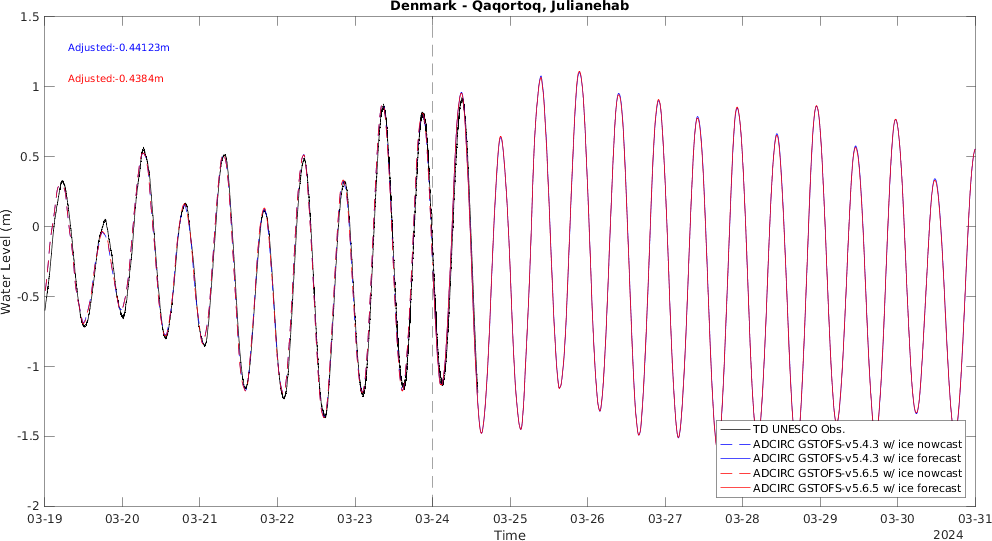 Denmark - Qaqortoq, Julianehab
Adjusted:-0.44123m
Adjusted:-0.4384m
1.5
1
0.5
0
-0.5
-1
-1.5
-2
Water Level (m)
TD UNESCO Obs.
ADCIRC GSTOFS-v5.4.3 w/ ice nowcast
ADCIRC GSTOFS-v5.4.3 w/ ice forecast
ADCIRC GSTOFS-v5.6.5 w/ ice nowcast
ADCIRC GSTOFS-v5.6.5 w/ ice forecast
03-19 03-20 03-21 03-22 03-23 03-24 03-25 03-26 03-27 03-28 03-29 03-30 03-31
Time
2024